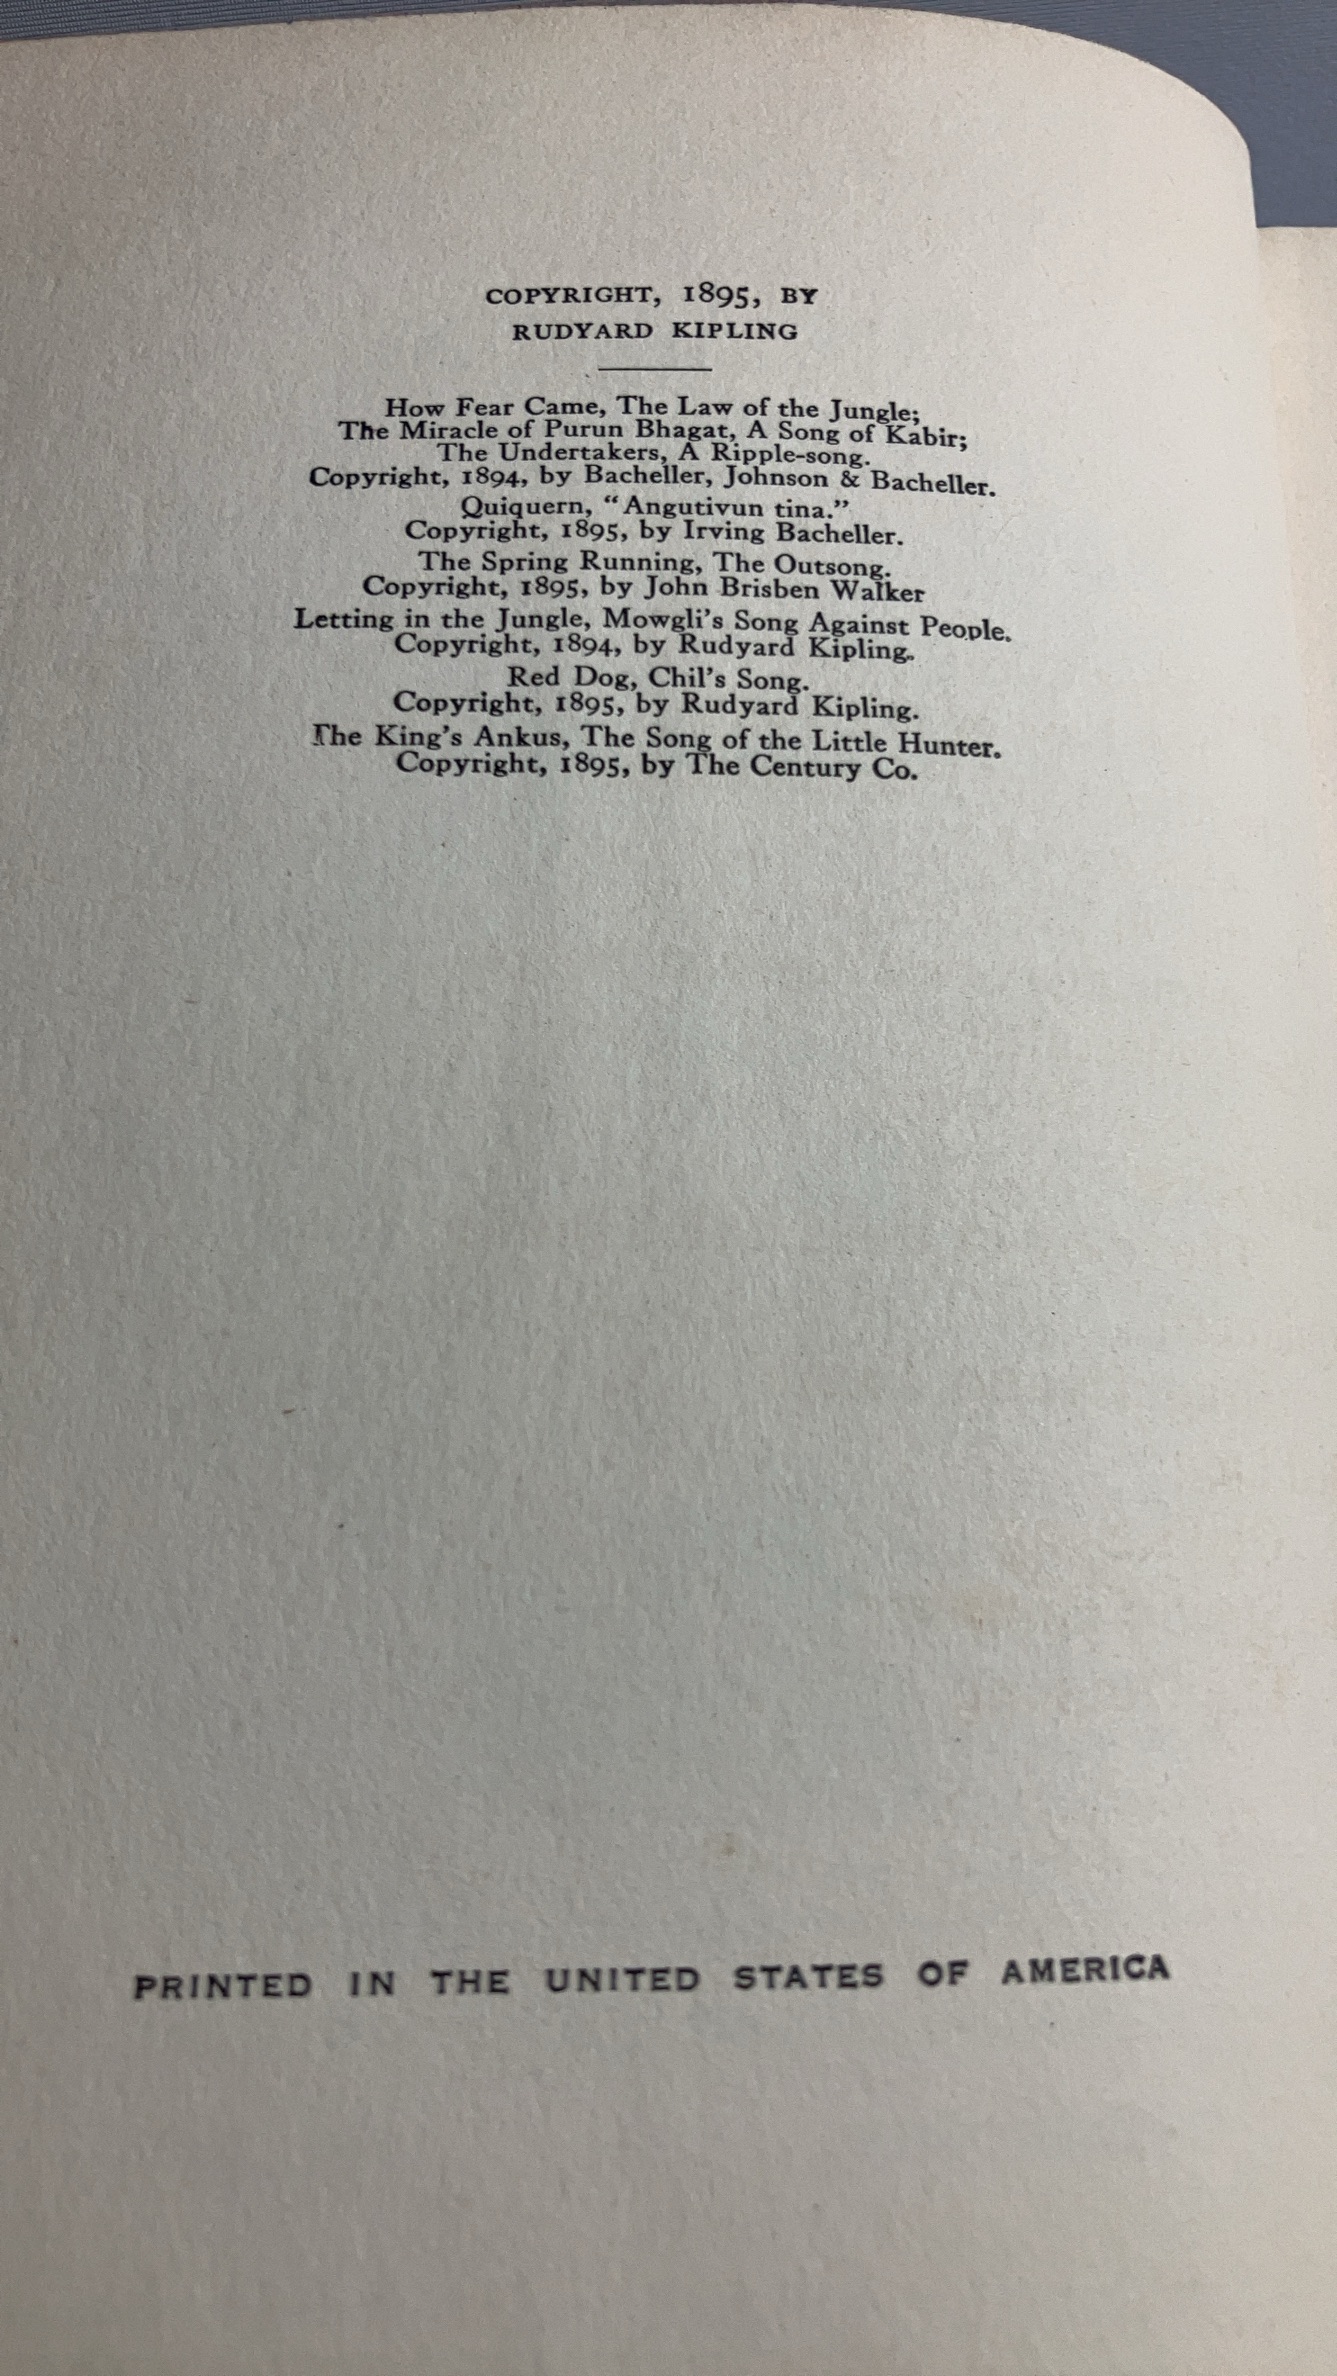 COPYRIGHT, 1895, BY
RUDYARD KIPLING
How Fear Came, The Law of the Jungle;
The Miracle of Purun Bhagat, A Song of Kabir;
The Undertakers, A Ripple-song.
Copyright, 1894, by Bacheller, Johnson & Bacheller.
Quiquern, "Angutivun tina."
Copyright, 1895, by Irving Bacheller.
The Spring Running, The Outsong.
Copyright, 1895, by John Brisben Walker
Letting in the Jungle, Mowgli's Song Against People.
Copyright, 1894, by Rudyard Kipling.
Red Dog, Chil's Song.
Copyright, 1895, by Rudyard Kipling.
The King's Ankus, The Song of the Little Hunter.
Copyright, 1895, by The Century Co.
PRINTED IN THE UNITED STATES OF AMERICA